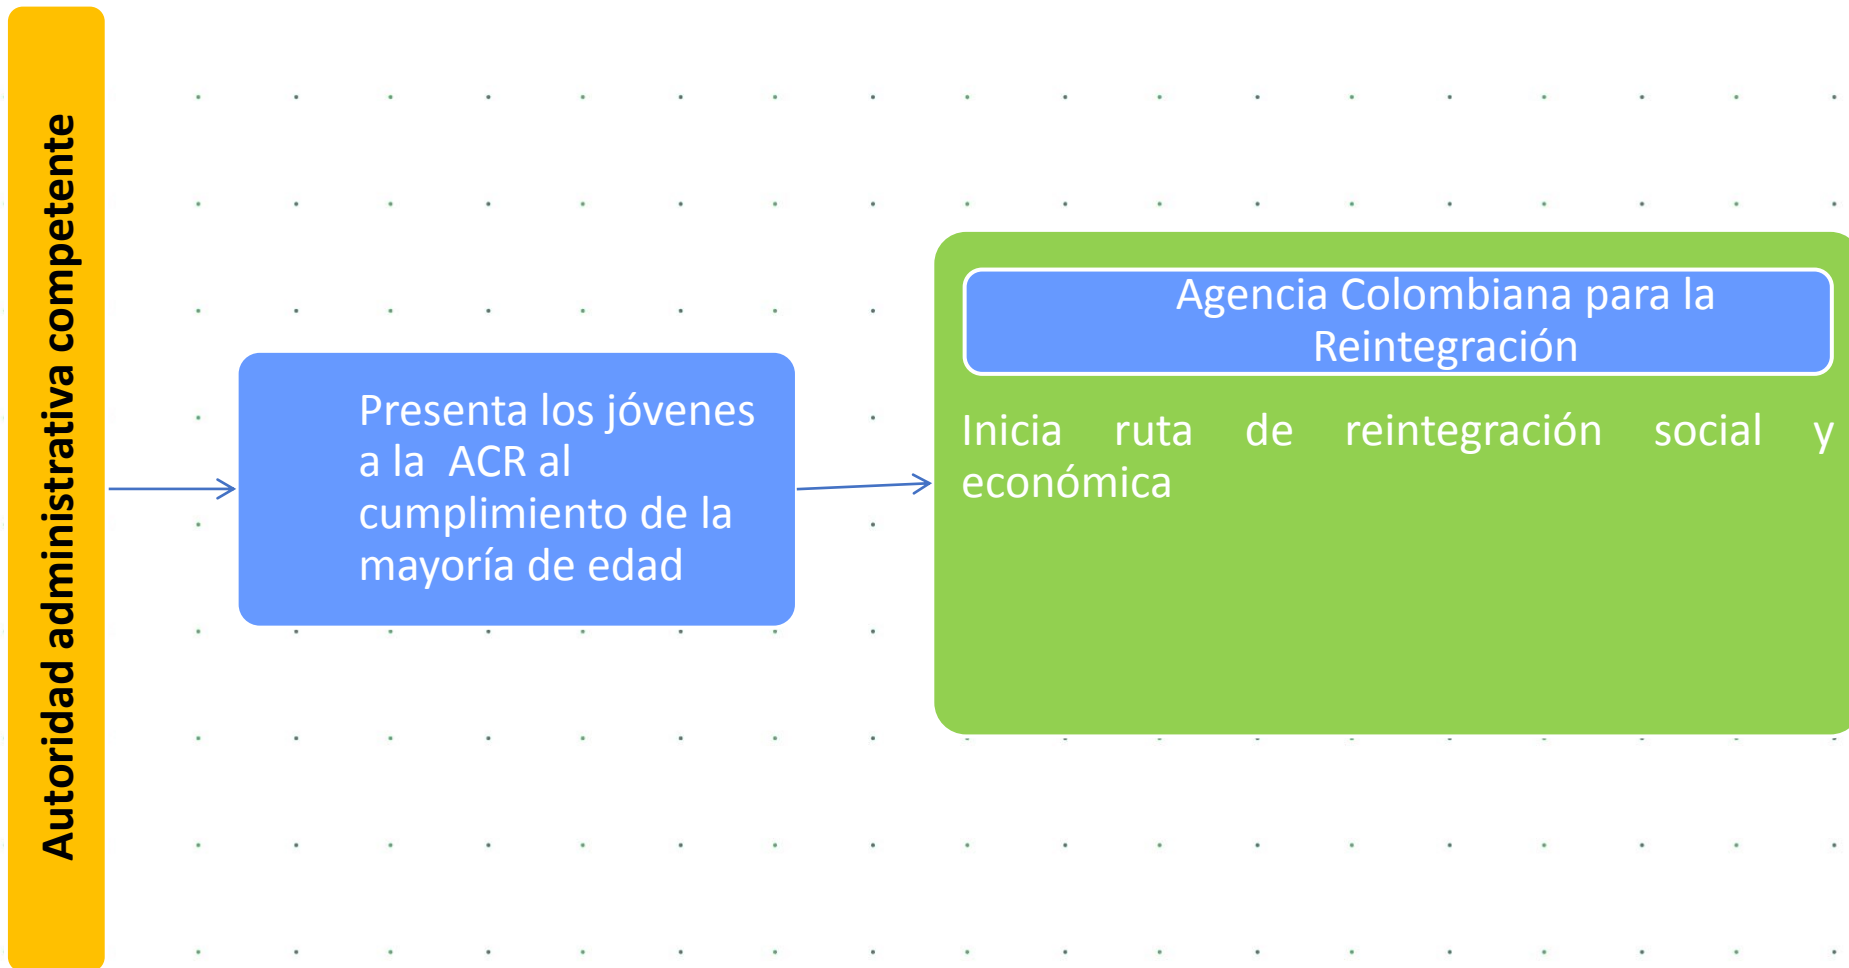 Autoridad administrativa competente
Presenta los jóvenes
a la ACR al
cumplimiento de la
mayoría de edad
Agencia Colombiana para la
Reintegración
Inicia ruta de reintegración social y
económica